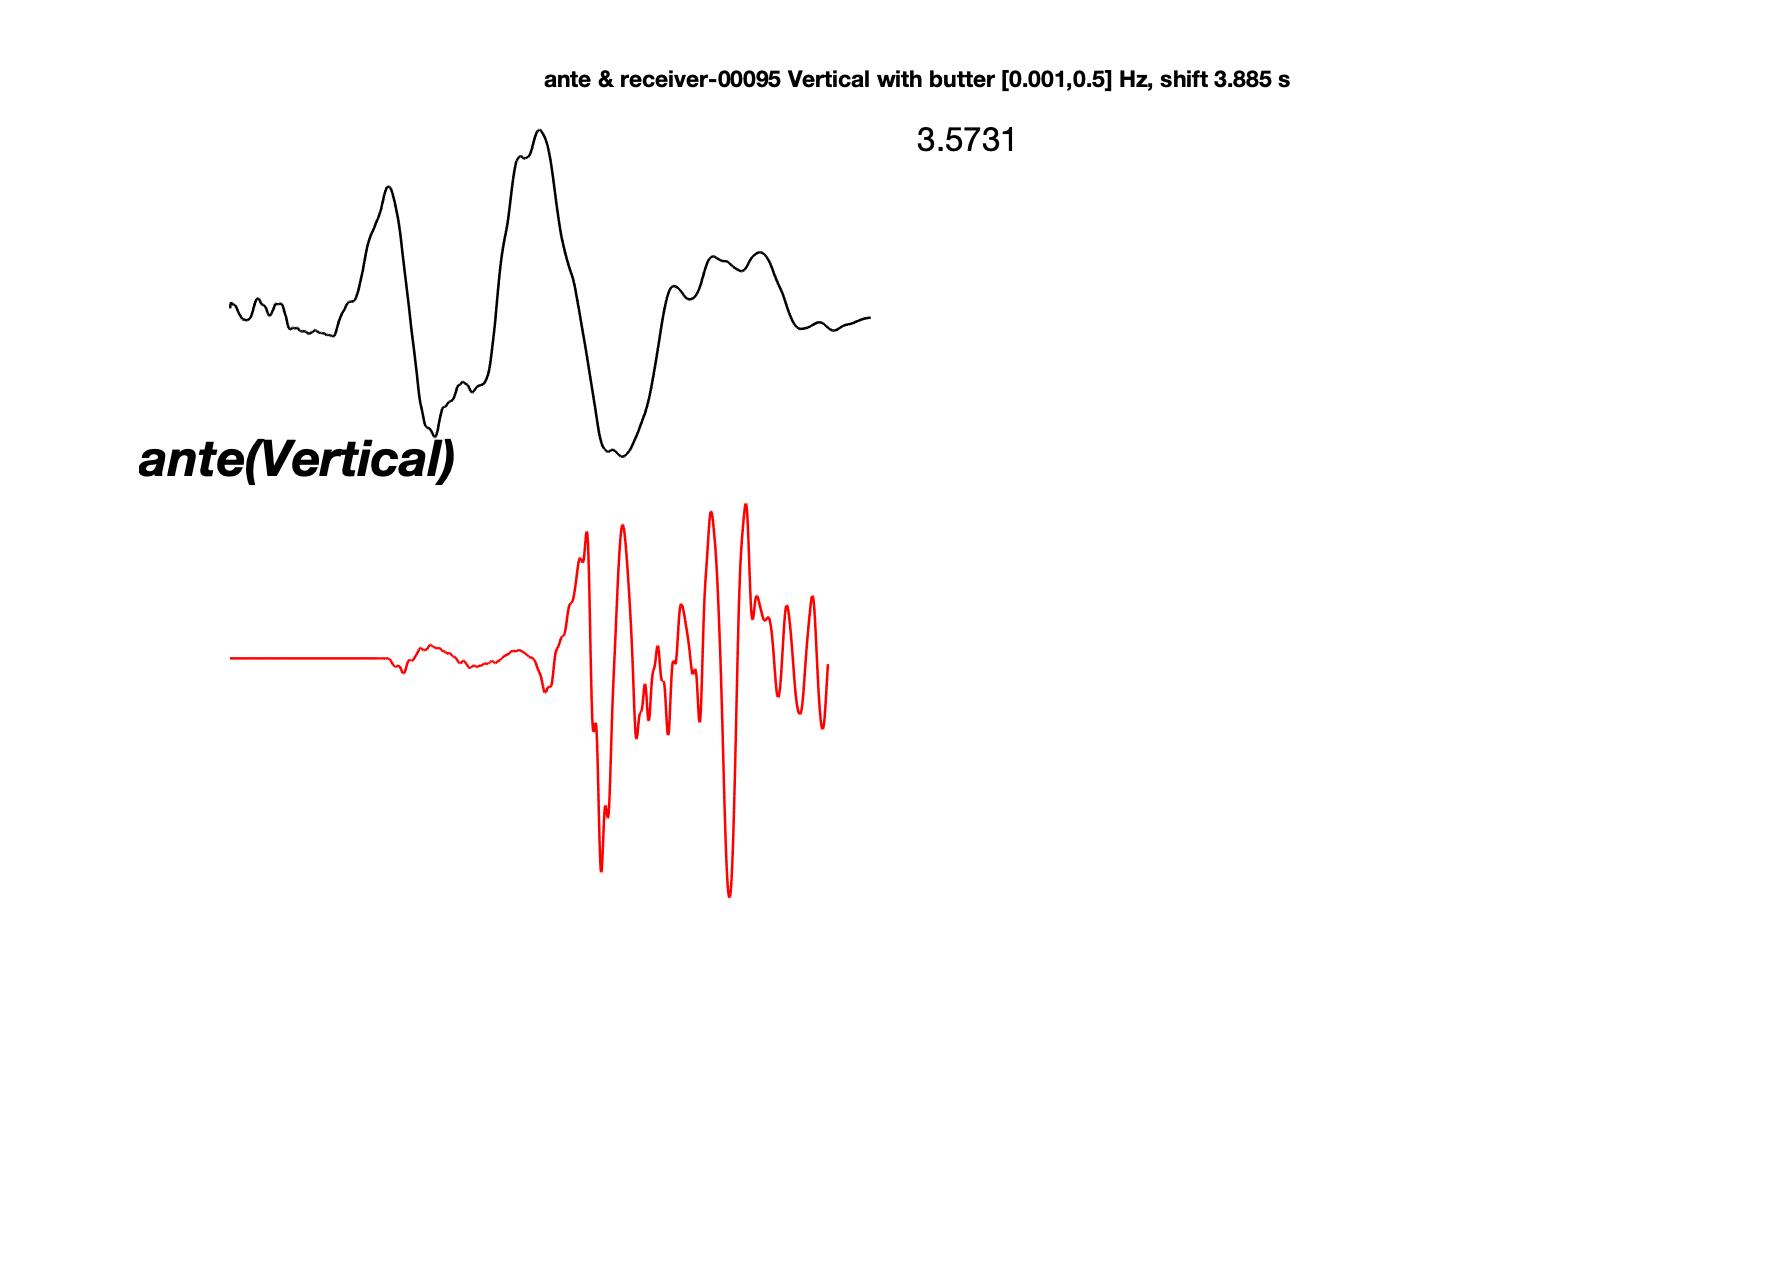 ante & receiver-00095 Vertical with butter [0.001,0.5] Hz, shift 3.885 s
3.5731
ante(Vertical)